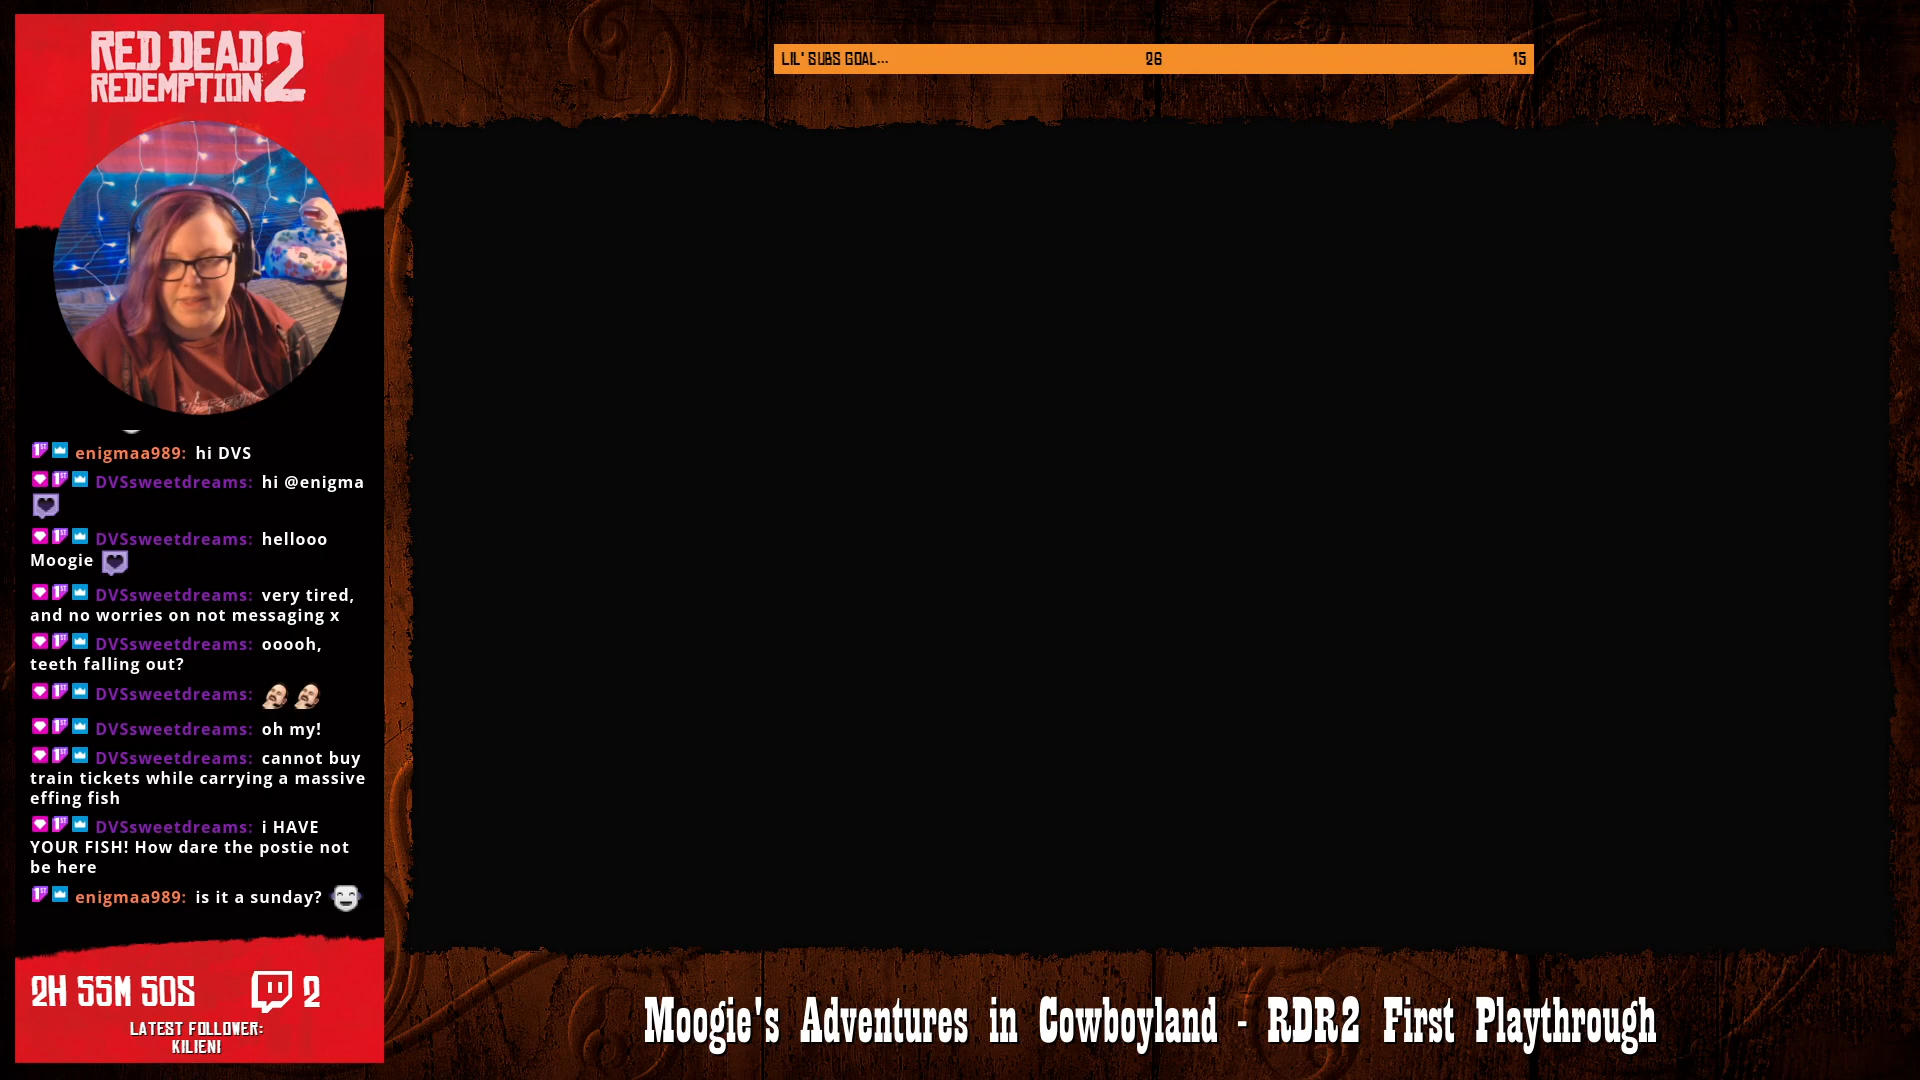 RED DEAD
REDEMPTION 2
LIL' SUBS GOAL...
26
15
enigmaa989: hi DVS
DVSsweetdreams: hi @enigma
DVSsweetdreams: hellooo
Moogie
DVSsweetdreams: very tired,
and no worries on not messaging x
DVSsweetdreams: ooooh,
teeth falling out?
DVSsweetdreams:
DVSsweetdreams: oh my!
DVSsweetdreams: cannot buy
train tickets while carrying a massive
effing fish
DVSsweetdreams: i HAVE
YOUR FISH! How dare the postie not
be here
enigmaa989: is it a sunday?
2H 55M 50S
2
LATEST FOLLOWER:
KILIENI
Moogie's Adventures in Cowboyland - RDR2 First Playthrough